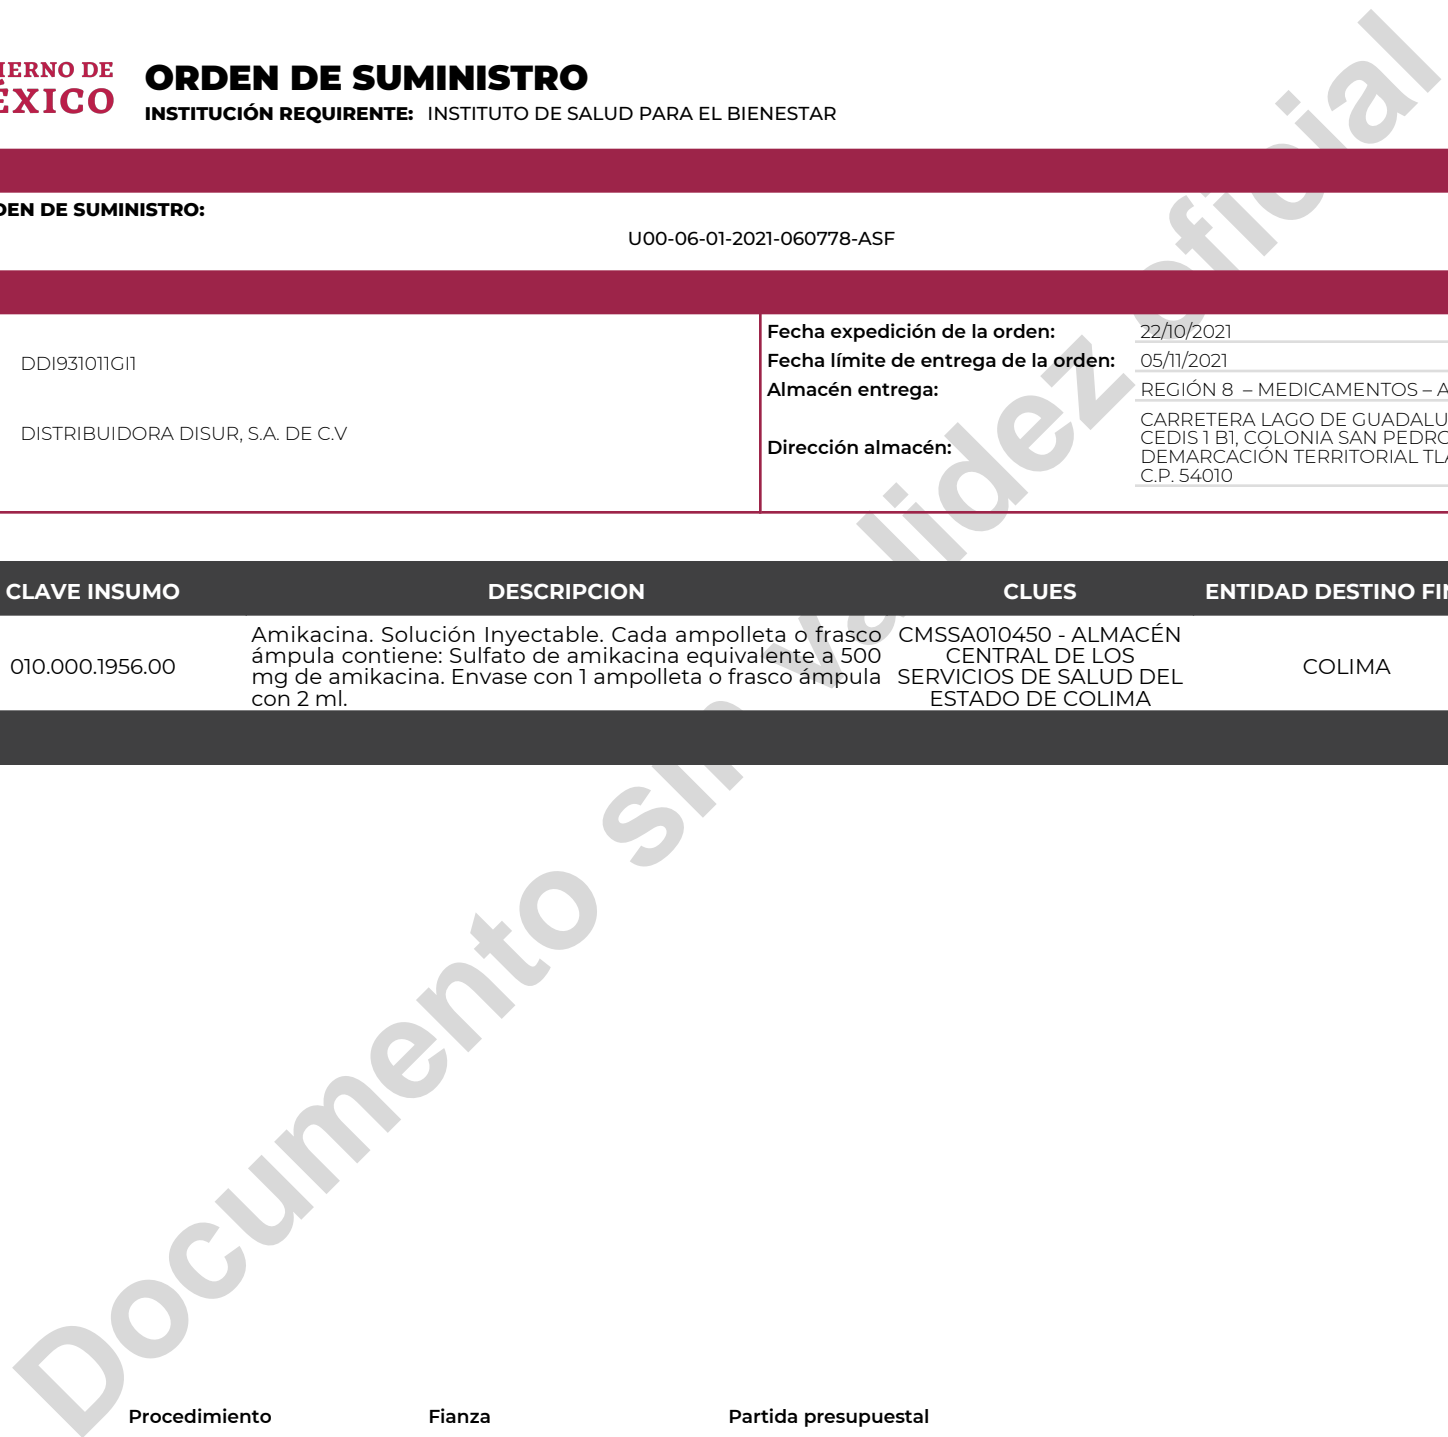 IERNO DE
ÉXICO
ORDEN DE SUMINISTRO
INSTITUCIÓN REQUIRENTE: INSTITUTO DE SALUD PARA EL BIENESTAR
DEN DE SUMINISTRO:
U00-06-01-2021-060778-ASF
DDI931011GI1
DISTRIBUIDORA DISUR, S.A. DE C.V
Fecha expedición de la orden: 22/10/2021
Fecha límite de entrega de la orden: 05/11/2021
Almacén entrega: REGIÓN 8 – MEDICAMENTOS – A
Dirección almacén:
CARRETERA LAGO DE GUADALU
CEDIS 1 B1, COLONIA SAN PEDRO
DEMARCACIÓN TERRITORIAL TLA
C.P. 54010
CLAVE INSUMO DESCRIPCION CLUES ENTIDAD DESTINO FIN
010.000.1956.00
Amikacina. Solución Inyectable. Cada ampolleta o frasco
ámpula contiene: Sulfato de amikacina equivalente a 500
mg de amikacina. Envase con 1 ampolleta o frasco ámpula
con 2 ml.
CMSSA010450 - ALMACÉN
CENTRAL DE LOS
SERVICIOS DE SALUD DEL
ESTADO DE COLIMA
COLIMA
Documento sin validez oficial
Procedimiento Fianza Partida presupuestal